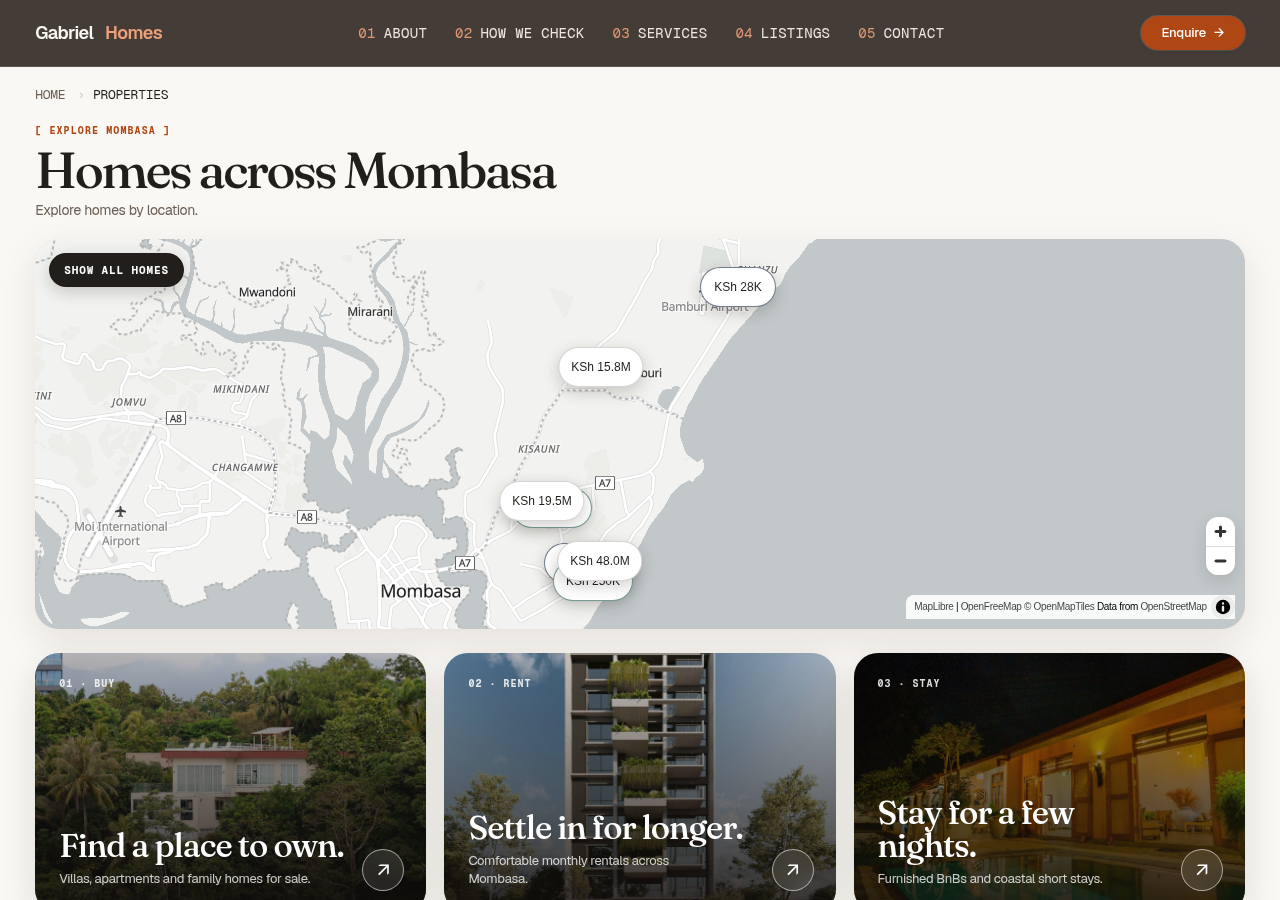 Gabriel Homes
01 ABOUT
02 HOW WE CHECK
03 SERVICES
04 LISTINGS
05 CONTACT
Enquire →
HOME › PROPERTIES
[ EXPLORE MOMBASA ]
Homes across Mombasa
Explore homes by location.
SHOW ALL HOMES
Mwandoni
Mirarani
KSh 28K
Bamburi Airport
KSh 15.8M
MIKINDANI
JOMVU
A8
KISAUNI
CHANGAMWE
A7
KSh 19.5M
Moi International
Airport
A8
A7
KSh 48.0M
KSh 250K
Mombasa
MapLibre | OpenFreeMap © OpenMapTiles Data from OpenStreetMap
01 · BUY
Find a place to own.
Villas, apartments and family homes for sale.
02 · RENT
Settle in for longer.
Comfortable monthly rentals across
Mombasa.
03 · STAY
Stay for a few
nights.
Furnished BnBs and coastal short stays.